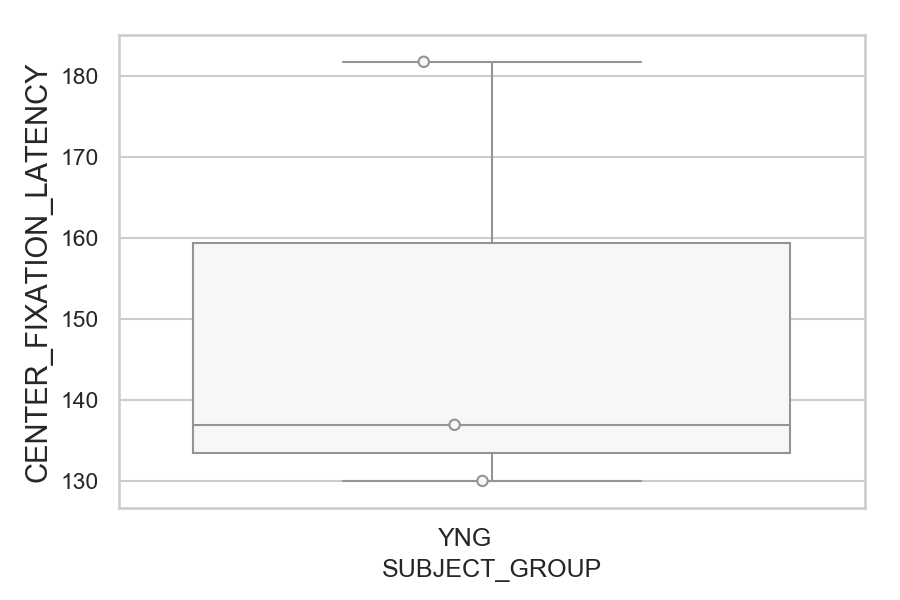 CENTER_FIXATION_LATENCY
180
170
160
150
140
130
YNG
SUBJECT_GROUP